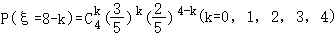 P(ξ=8-k)=C₄ᵏ(3/5)ᵏ(2/5)⁴⁻ᵏ(k=0, 1, 2, 3, 4)